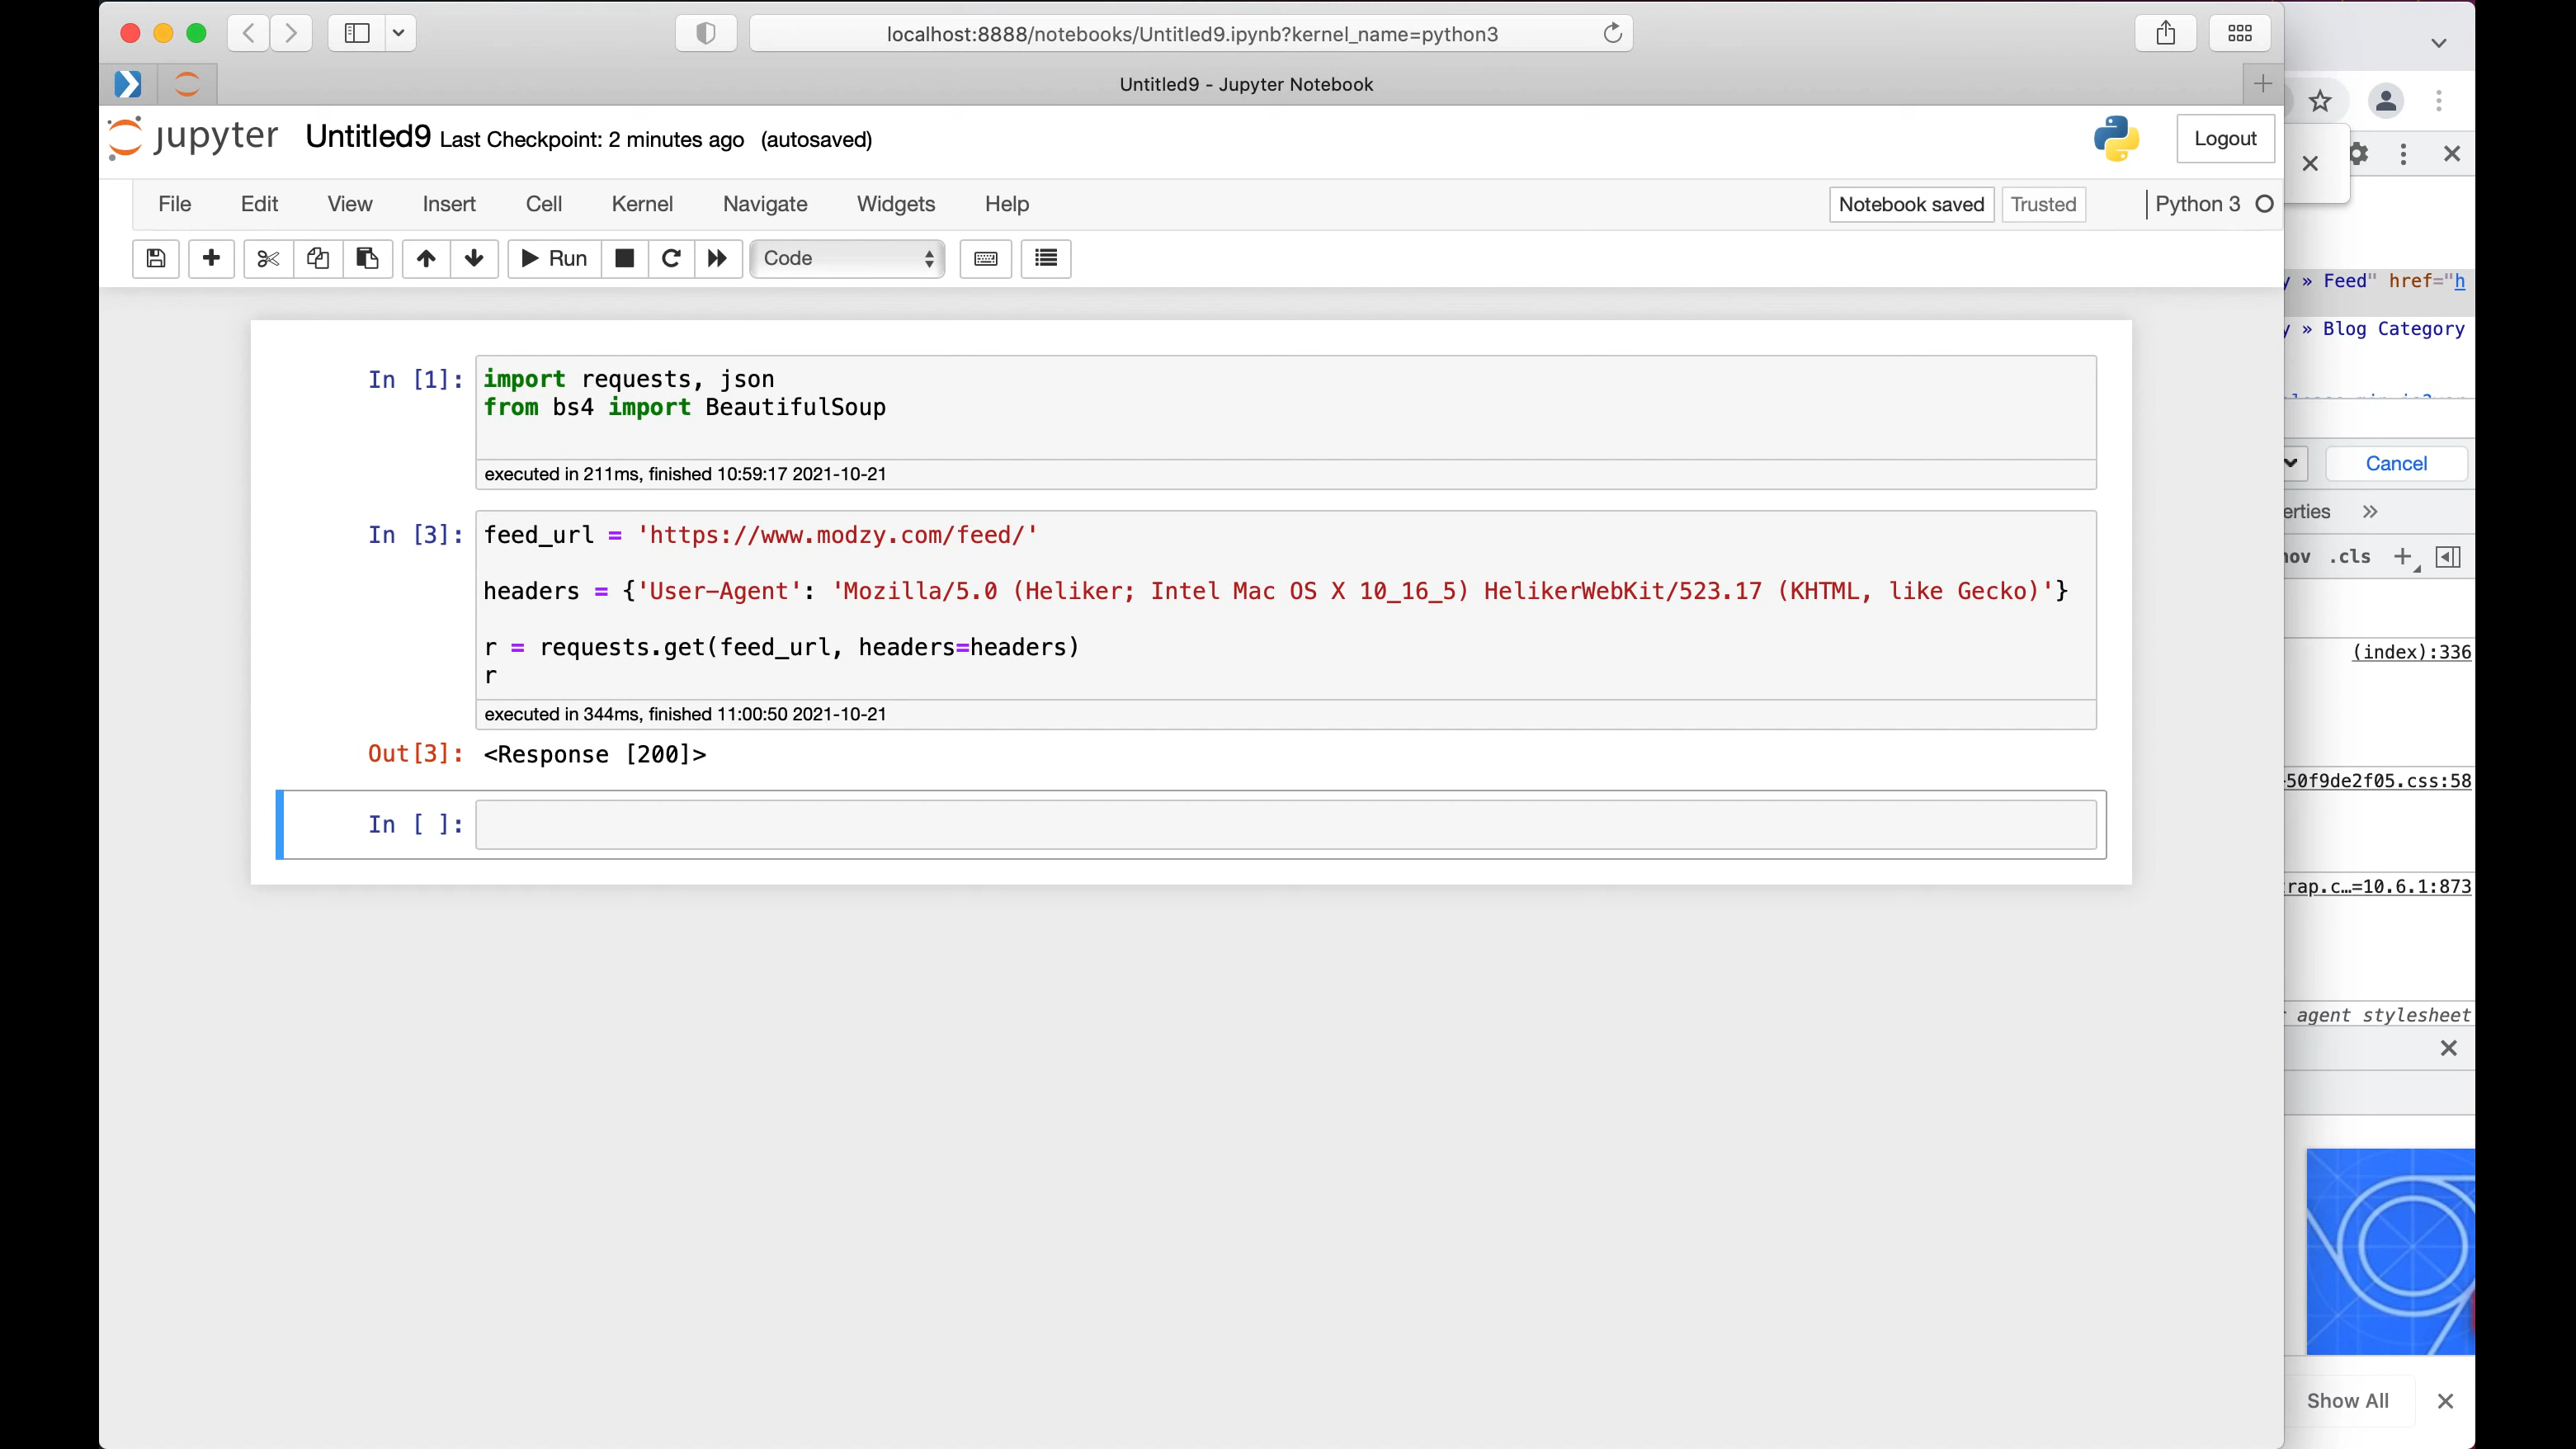 localhost:8888/notebooks/Untitled9.ipynb?kernel_name=python3
Untitled9 - Jupyter Notebook
jupyter Untitled9 Last Checkpoint: 2 minutes ago (autosaved)
Logout
File Edit View Insert Cell Kernel Navigate Widgets Help
Notebook saved Trusted Python 3
Run Code
In [1]: import requests, json
from bs4 import BeautifulSoup
executed in 211ms, finished 10:59:17 2021-10-21
In [3]: feed_url = 'https://www.modzy.com/feed/'
headers = {'User-Agent': 'Mozilla/5.0 (Heliker; Intel Mac OS X 10_16_5) HelikerWebKit/523.17 (KHTML, like Gecko)'}
r = requests.get(feed_url, headers=headers)
r
executed in 344ms, finished 11:00:50 2021-10-21
Out[3]: <Response [200]>
In [ ]:
y » Feed" href="h
y » Blog Category
Cancel
erties »
hov .cls +
(index):336
50f9de2f05.css:58
rap.c…=10.6.1:873
agent stylesheet
Show All